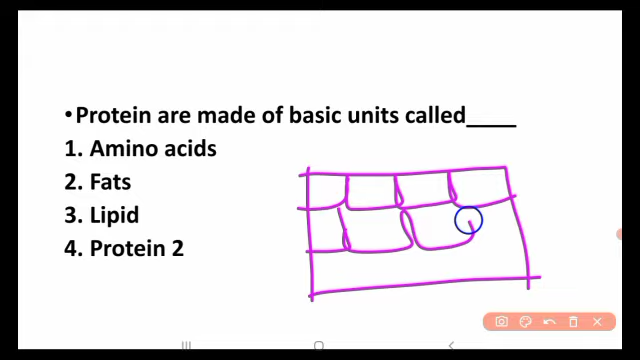 •Protein are made of basic units called____
1. Amino acids
2. Fats
3. Lipid
4. Protein 2